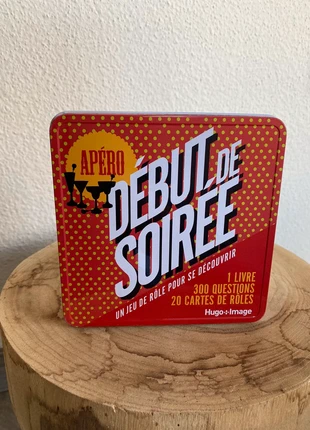 APÉRO
DÉBUT DE
SOIRÉE
UN JEU DE RÔLE POUR SE DÉCOUVRIR
1 LIVRE
300 QUESTIONS
20 CARTES DE RÔLES
Hugo+Image